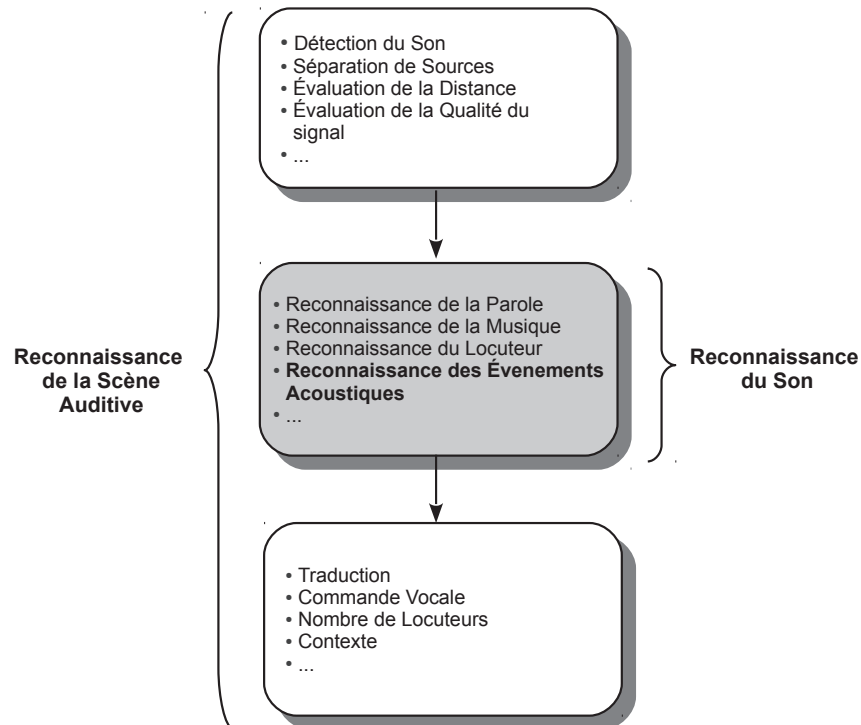 • Détection du Son
• Séparation de Sources
• Évaluation de la Distance
• Évaluation de la Qualité du
signal
• ...
• Reconnaissance de la Parole
• Reconnaissance de la Musique
• Reconnaissance du Locuteur
• Reconnaissance des Évenements
Acoustiques
• ...
Reconnaissance
de la Scène
Auditive
Reconnaissance
du Son
• Traduction
• Commande Vocale
• Nombre de Locuteurs
• Contexte
• ...